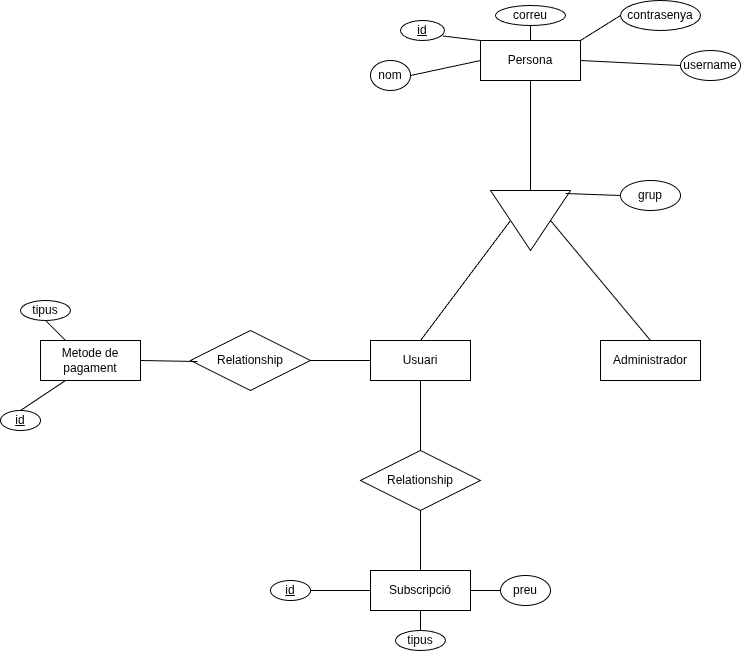 correu
contrasenya
id
Persona
username
nom
grup
tipus
Metode de
pagament
Relationship
Usuari
Administrador
id
Relationship
id
Subscripció
preu
tipus